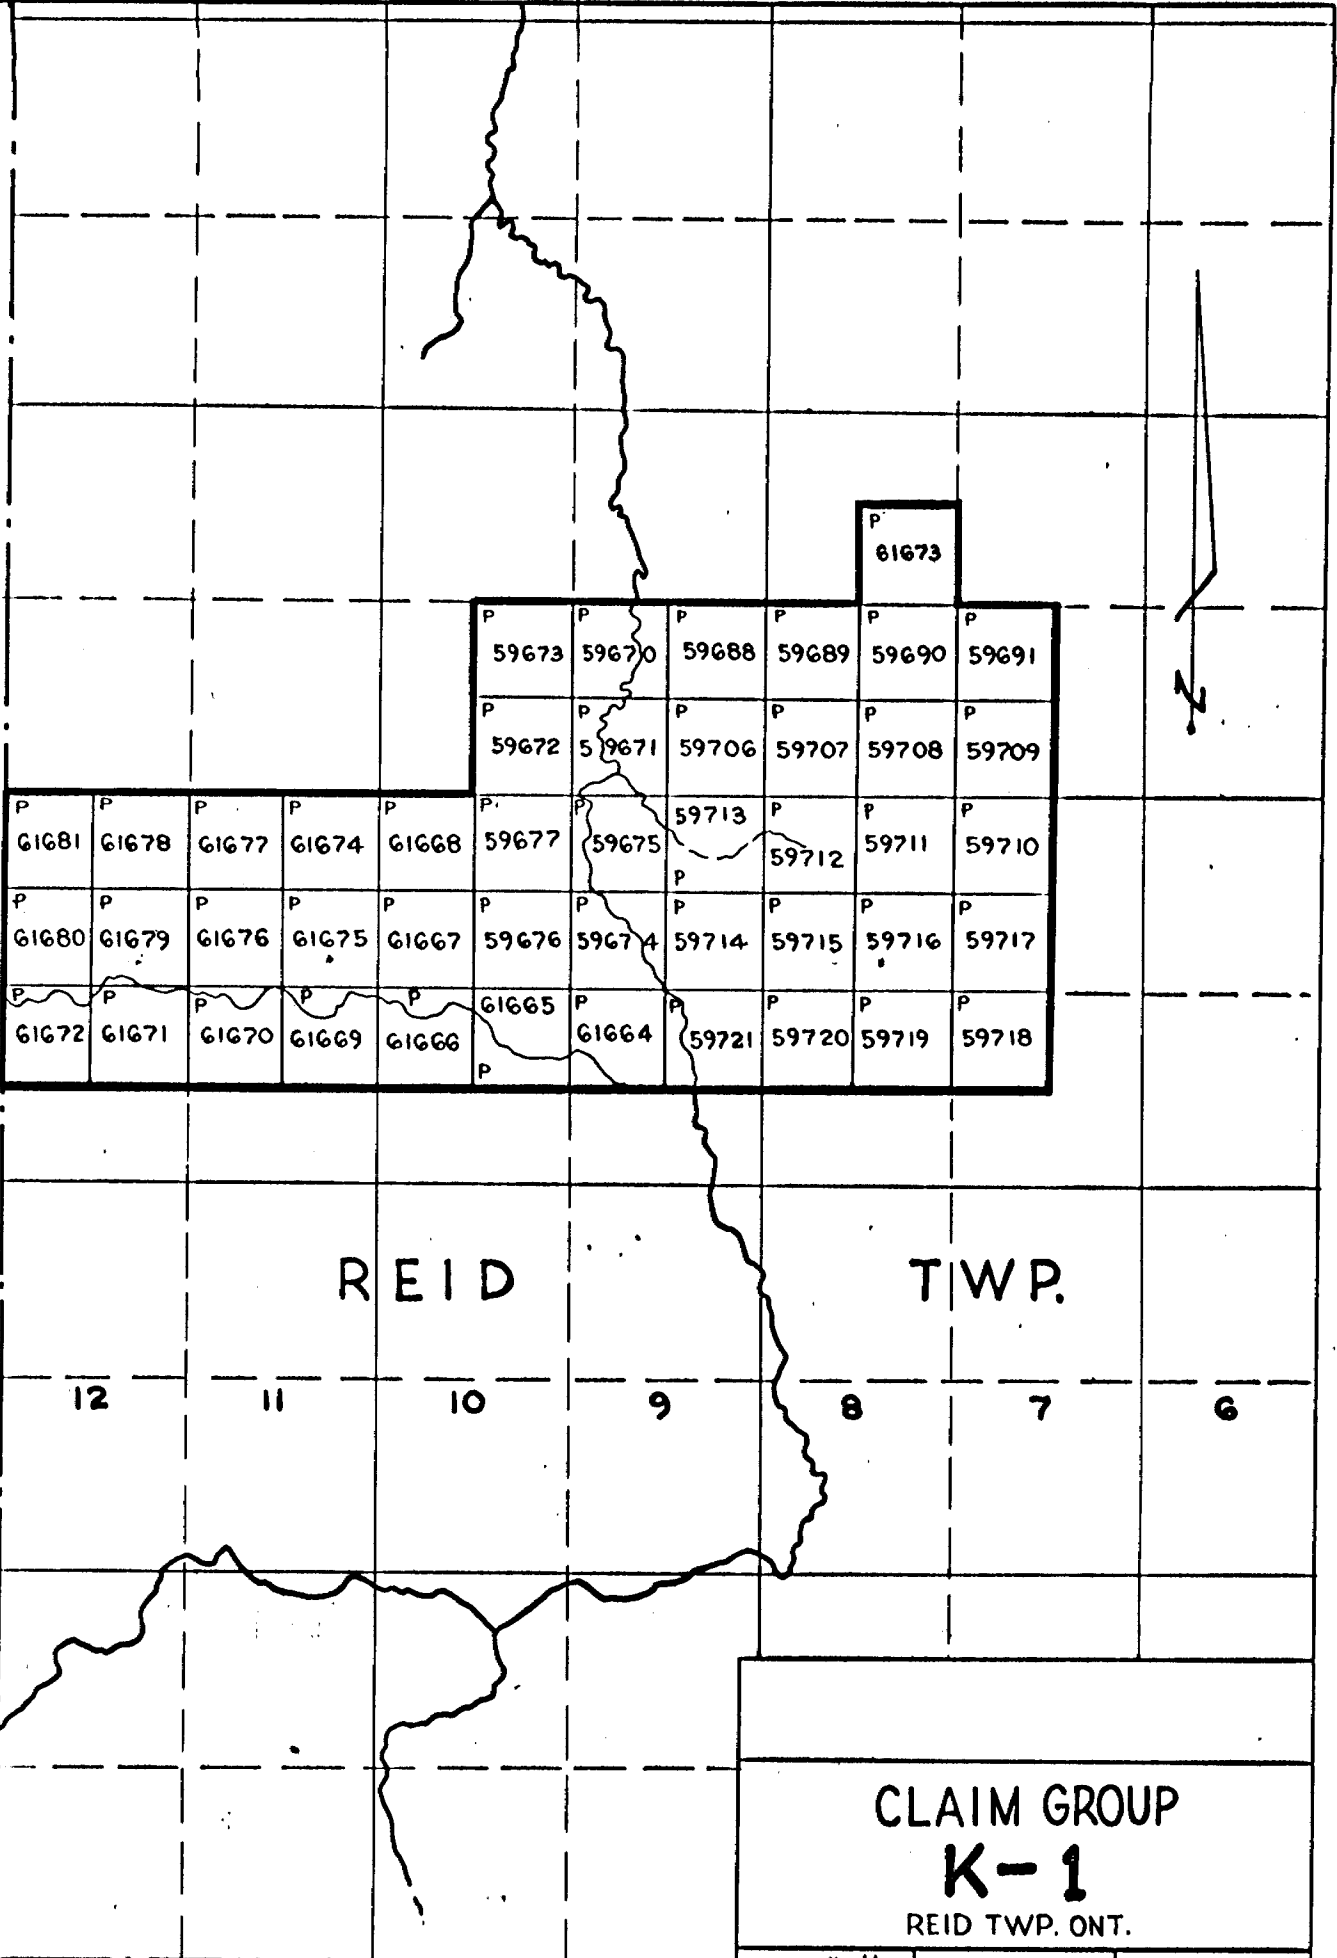 P
61673
P P P P P P
59673 59670 59688 59689 59690 59691
P P P P P P
59672 59671 59706 59707 59708 59709
P P P P P P P P P P P
61681 61678 61677 61674 61668 59677 59675 59713 59712 59711 59710
P
P P P P P P P P P P P
61680 61679 61676 61675 61667 59676 59674 59714 59715 59716 59717
P P P P P 61665 P P P P P
61672 61671 61670 61669 61666 61664 59721 59720 59719 59718
P
N
REID TWP.
12 11 10 9 8 7 6
CLAIM GROUP
K-1
REID TWP. ONT.